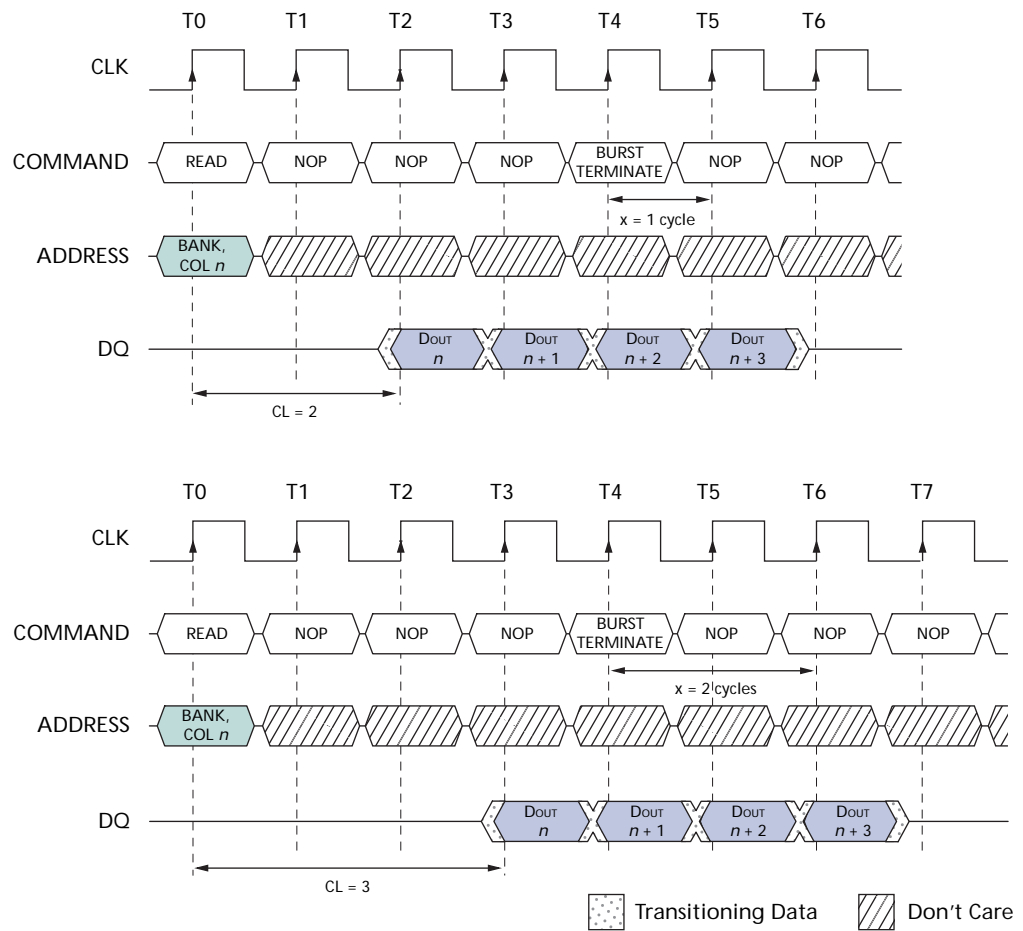 T0 T1 T2 T3 T4 T5 T6
CLK
COMMAND READ NOP NOP NOP BURST TERMINATE NOP NOP
x = 1 cycle
ADDRESS BANK, COL n
DQ DOUT n DOUT n + 1 DOUT n + 2 DOUT n + 3
CL = 2
T0 T1 T2 T3 T4 T5 T6 T7
CLK
COMMAND READ NOP NOP NOP BURST TERMINATE NOP NOP NOP
x = 2 cycles
ADDRESS BANK, COL n
DQ DOUT n DOUT n + 1 DOUT n + 2 DOUT n + 3
CL = 3
Transitioning Data Don't Care